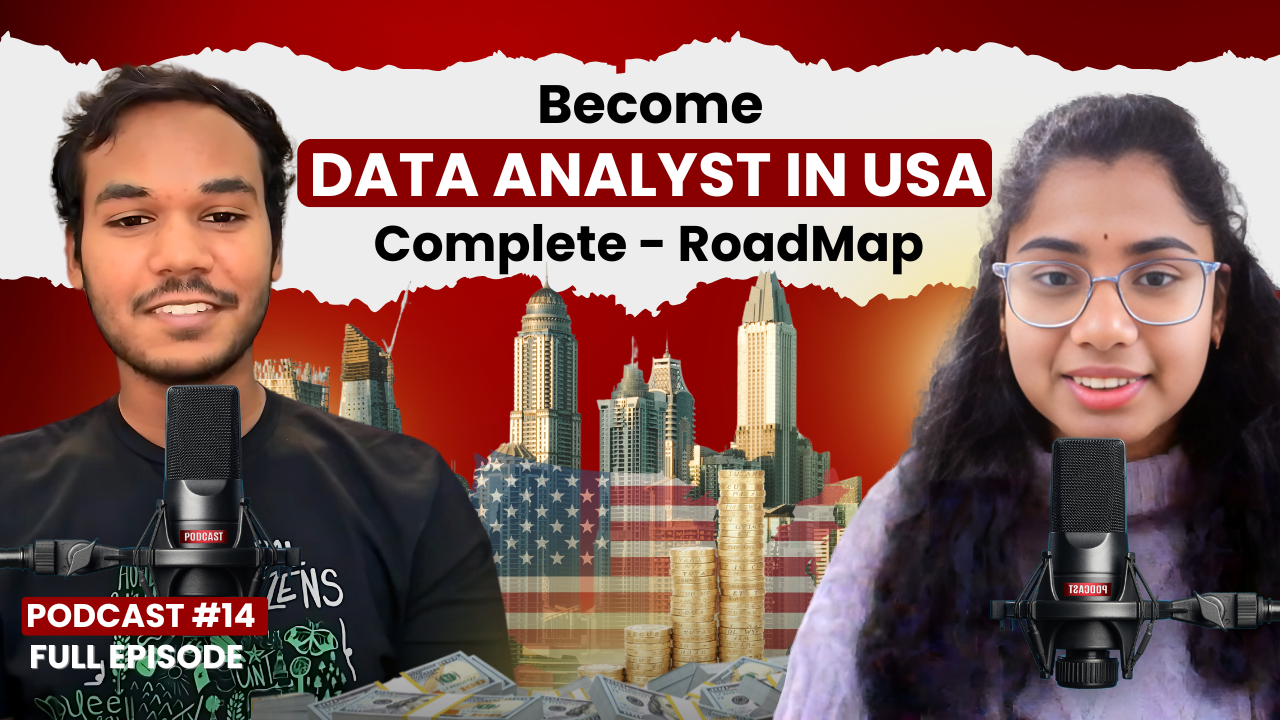 Become
DATA ANALYST IN USA
Complete - RoadMap
PODCAST
PODCAST
PODCAST #14
FULL EPISODE